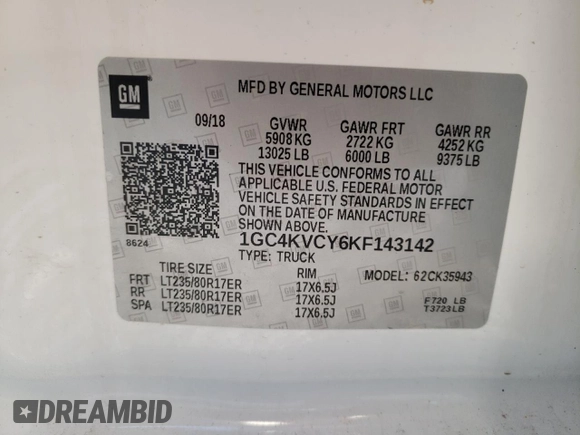 GM
MFD BY GENERAL MOTORS LLC
09/18 GVWR GAWR FRT GAWR RR
5908 KG 2722 KG 4252 KG
13025 LB 6000 LB 9375 LB
THIS VEHICLE CONFORMS TO ALL
APPLICABLE U.S. FEDERAL MOTOR
VEHICLE SAFETY STANDARDS IN EFFECT
ON THE DATE OF MANUFACTURE
SHOWN ABOVE.
8624 1GC4KVCY6KF143142
TYPE: TRUCK
TIRE SIZE RIM MODEL: 62CK35943
FRT LT235/80R17ER 17X6.5J
RR LT235/80R17ER 17X6.5J F720 LB
SPA LT235/80R17ER 17X6.5J T3723LB
DREAMBID